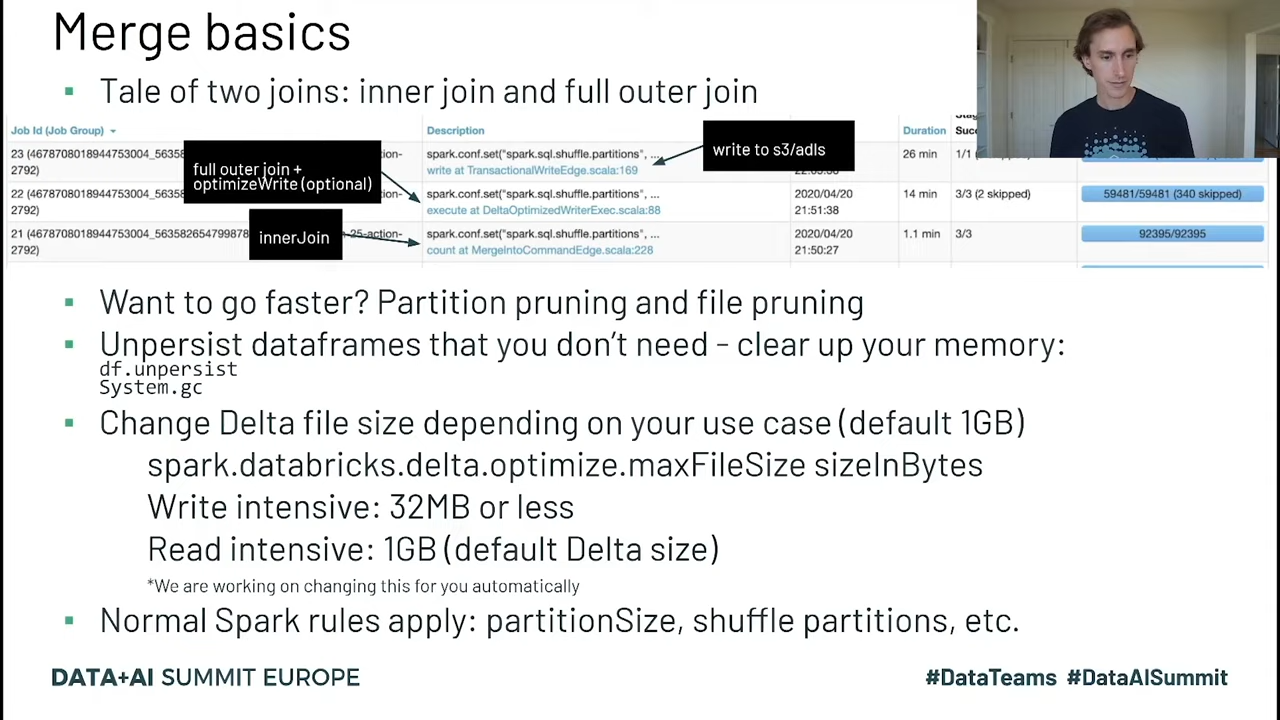 Merge basics
Tale of two joins: inner join and full outer join
Job Id (Job Group) Description Duration
23 (4678708018944753004_56358 action-
2792)
full outer join +
optimizeWrite (optional)
spark.conf.set("spark.sql.shuffle.partitions", ...
write at TransactionalWriteEdge.scala:169
write to s3/adls
26 min 1/1
22 (4678708018944753004_5635 tion-
2792)
spark.conf.set("spark.sql.shuffle.partitions", ...
execute at DeltaOptimizedWriterExec.scala:88
2020/04/20
21:51:38
14 min 3/3 (2 skipped) 59481/59481 (340 skipped)
21 (4678708018944753004_56358265479987 25-action-
2792)
innerJoin
spark.conf.set("spark.sql.shuffle.partitions", ...
count at MergeIntoCommandEdge.scala:228
2020/04/20
21:50:27
1.1 min 3/3 92395/92395
Want to go faster? Partition pruning and file pruning
Unpersist dataframes that you don't need - clear up your memory:
df.unpersist
System.gc
Change Delta file size depending on your use case (default 1GB)
spark.databricks.delta.optimize.maxFileSize sizeInBytes
Write intensive: 32MB or less
Read intensive: 1GB (default Delta size)
*We are working on changing this for you automatically
Normal Spark rules apply: partitionSize, shuffle partitions, etc.
DATA+AI SUMMIT EUROPE
#DataTeams #DataAISummit